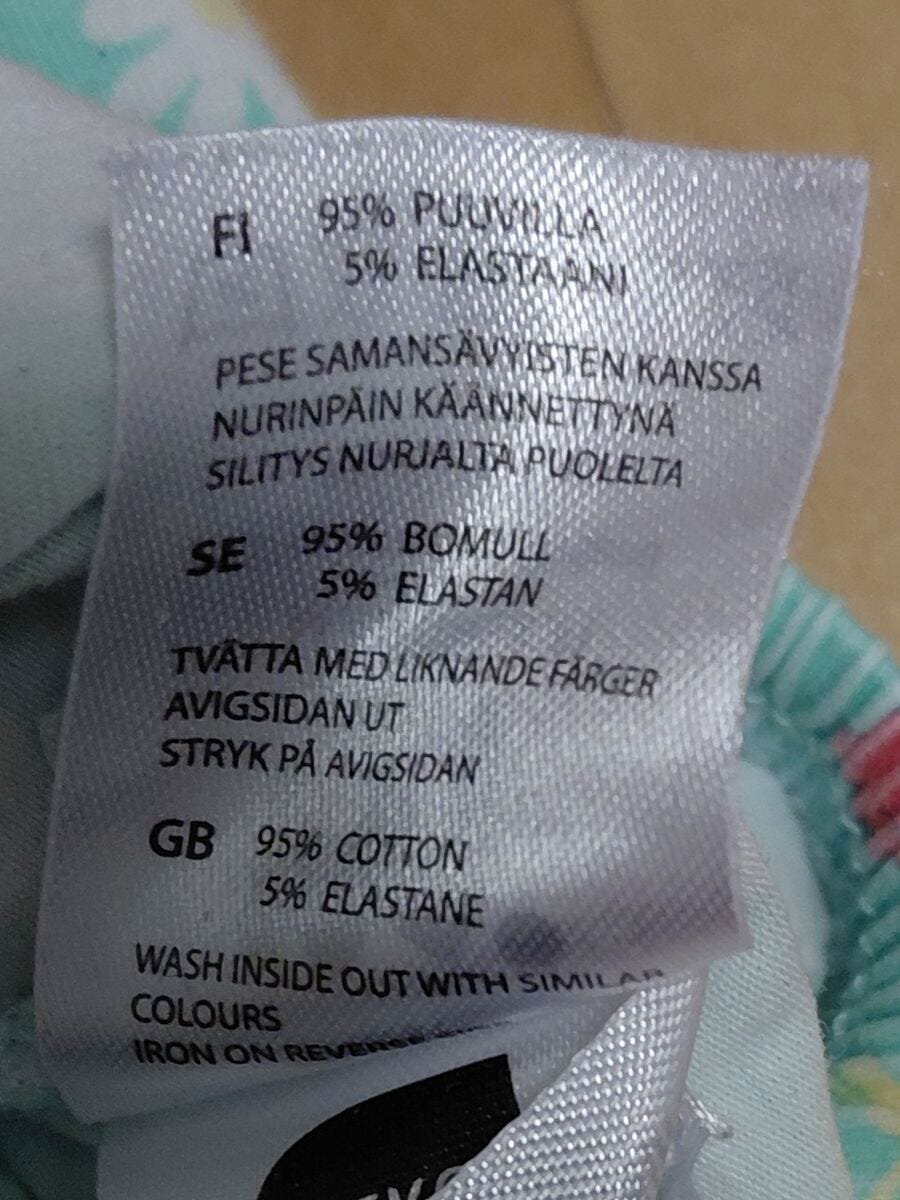 FI 95% PUUVILLA
5% ELASTAANI
PESE SAMANSÄVYISTEN KANSSA
NURINPÄIN KÄÄNNETTYNÄ
SILITYS NURJALTA PUOLELTA
SE 95% BOMULL
5% ELASTAN
TVÄTTA MED LIKNANDE FÄRGER
AVIGSIDAN UT
STRYK PÅ AVIGSIDAN
GB 95% COTTON
5% ELASTANE
WASH INSIDE OUT WITH SIMILAR
COLOURS
IRON ON REVERSE